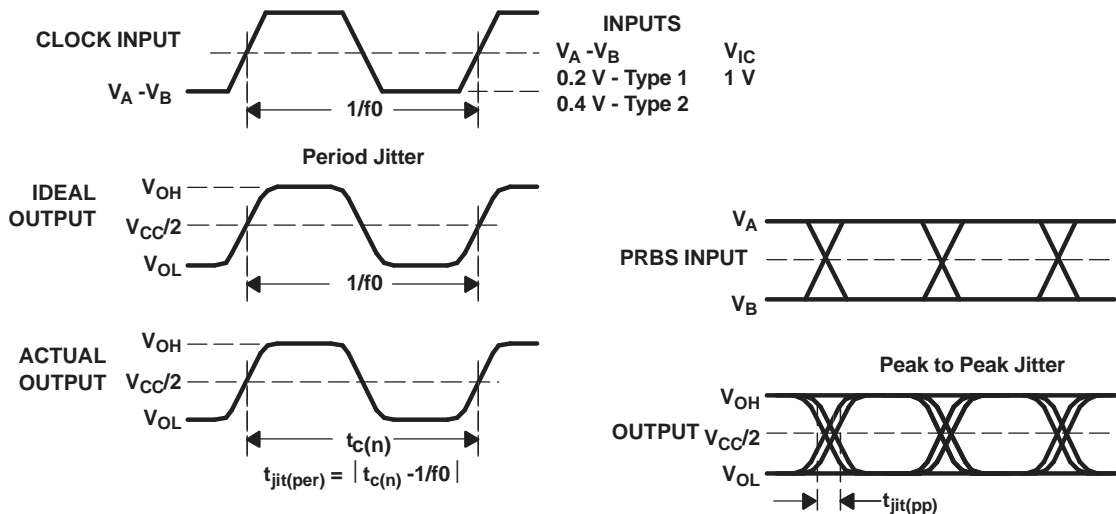 CLOCK INPUT
V_A -V_B
1/f0
INPUTS
V_A -V_B V_IC
0.2 V - Type 1 1 V
0.4 V - Type 2
Period Jitter
IDEAL
OUTPUT
V_OH
V_CC/2
V_OL
1/f0
ACTUAL
OUTPUT
V_OH
V_CC/2
V_OL
t_c(n)
t_jit(per) = | t_c(n) -1/f0 |
V_A
PRBS INPUT
V_B
Peak to Peak Jitter
V_OH
OUTPUT V_CC/2
V_OL
t_jit(pp)